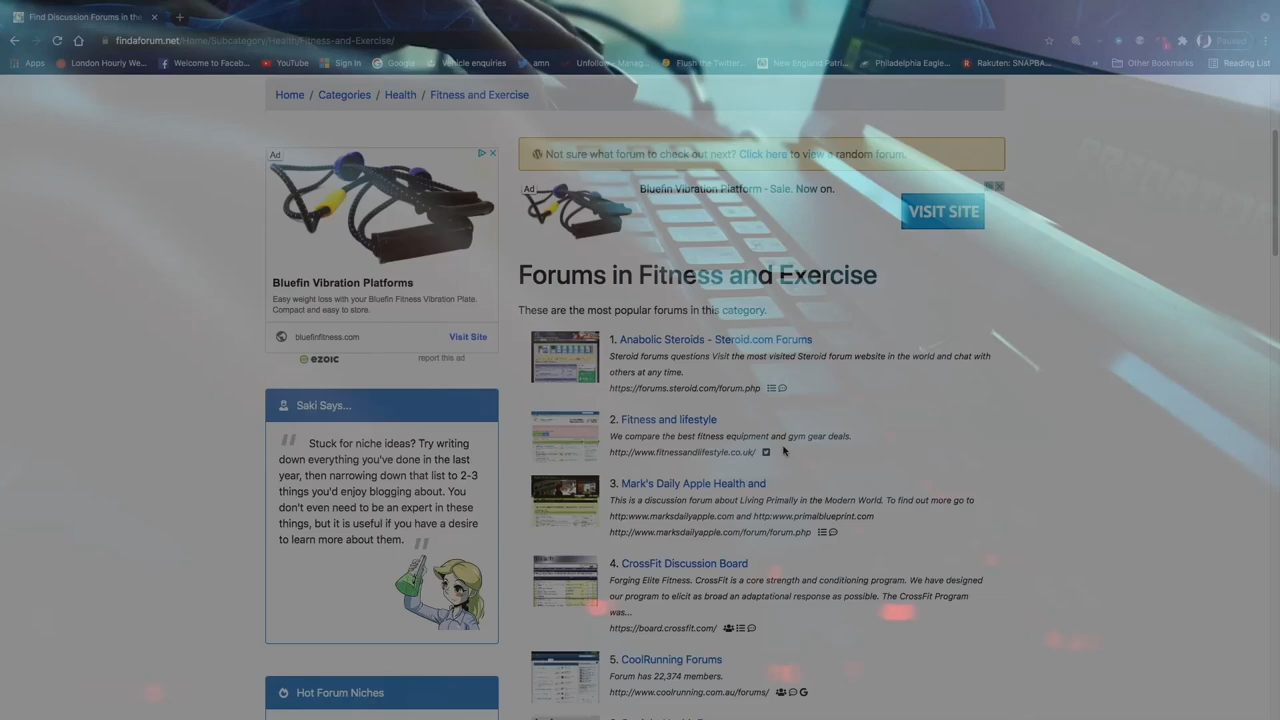 Find Discussion Forums in the
findaforum.net/Home/Subcategory/Health/Fitness-and-Exercise/
Paused
Apps
London Hourly We...
Welcome to Faceb...
YouTube
Sign In
Google
Vehicle enquiries
amn
Unfollow - Manag...
Flush the Twitter...
New England Patri...
Philadelphia Eagle...
Rakuten: SNAPBA...
»
Other Bookmarks
Reading List
Home / Categories / Health / Fitness and Exercise
Ad
Bluefin Vibration Platforms
Easy weight loss with your Bluefin Fitness Vibration Plate.
Compact and easy to store.
bluefinfitness.com
Visit Site
ezoic
report this ad
Saki Says...
Stuck for niche ideas? Try writing
down everything you've done in the last
year, then narrowing down that list to 2-3
things you'd enjoy blogging about. You
don't even need to be an expert in these
things, but it is useful if you have a desire
to learn more about them.
Hot Forum Niches
Not sure what forum to check out next? Click here to view a random forum.
Ad
Bluefin Vibration Platform - Sale. Now on.
VISIT SITE
Forums in Fitness and Exercise
These are the most popular forums in this category.
1. Anabolic Steroids - Steroid.com Forums
Steroid forums questions Visit the most visited Steroid forum website in the world and chat with
others at any time.
https://forums.steroid.com/forum.php
2. Fitness and lifestyle
We compare the best fitness equipment and gym gear deals.
http://www.fitnessandlifestyle.co.uk/
3. Mark's Daily Apple Health and
This is a discussion forum about Living Primally in the Modern World. To find out more go to
http:www.marksdailyapple.com and http:www.primalblueprint.com
http://www.marksdailyapple.com/forum/forum.php
4. CrossFit Discussion Board
Forging Elite Fitness. CrossFit is a core strength and conditioning program. We have designed
our program to elicit as broad an adaptational response as possible. The CrossFit Program
was...
https://board.crossfit.com/
5. CoolRunning Forums
Forum has 22,374 members.
http://www.coolrunning.com.au/forums/